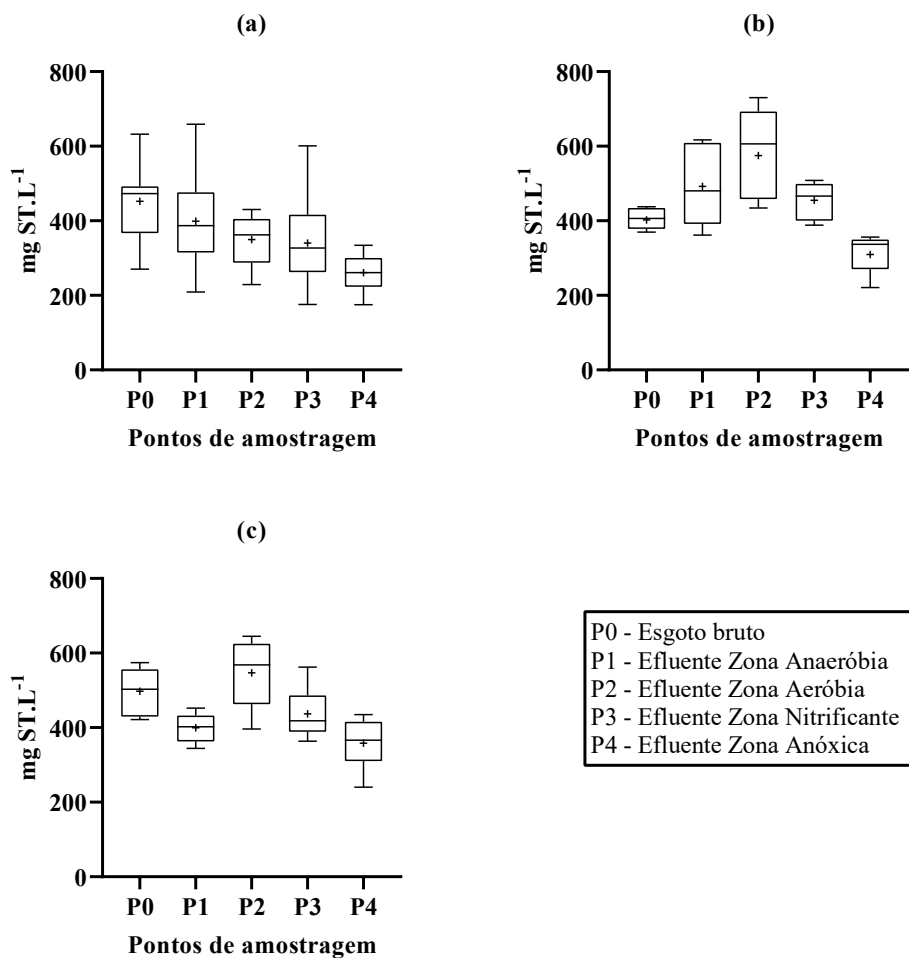 (a)
800
600
400
200
0
mg ST.L⁻¹
P0 P1 P2 P3 P4
Pontos de amostragem
(b)
800
600
400
200
0
mg ST.L⁻¹
P0 P1 P2 P3 P4
Pontos de amostragem
(c)
800
600
400
200
0
mg ST.L⁻¹
P0 P1 P2 P3 P4
Pontos de amostragem
P0 - Esgoto bruto
P1 - Efluente Zona Anaeróbia
P2 - Efluente Zona Aeróbia
P3 - Efluente Zona Nitrificante
P4 - Efluente Zona Anóxica